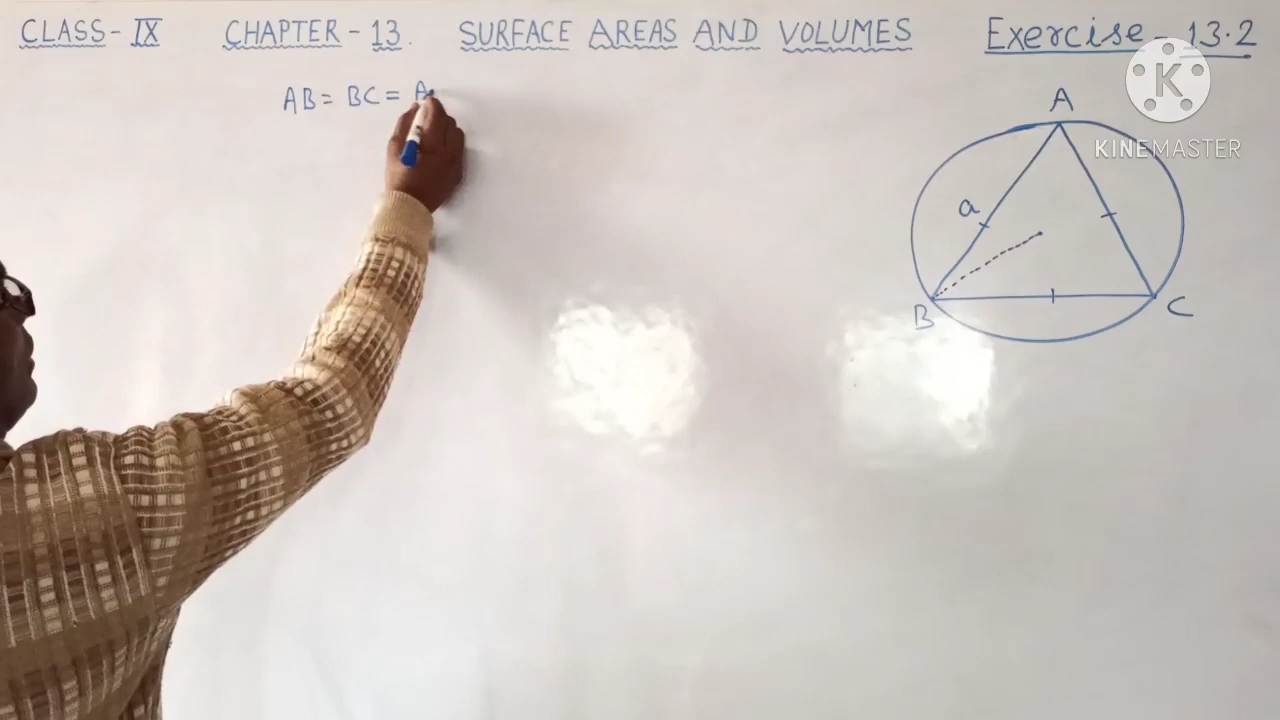 CLASS- IX CHAPTER - 13. SURFACE AREAS AND VOLUMES Exercise - 13.2
K
KINEMASTER
AB = BC = A
A
a
B
C